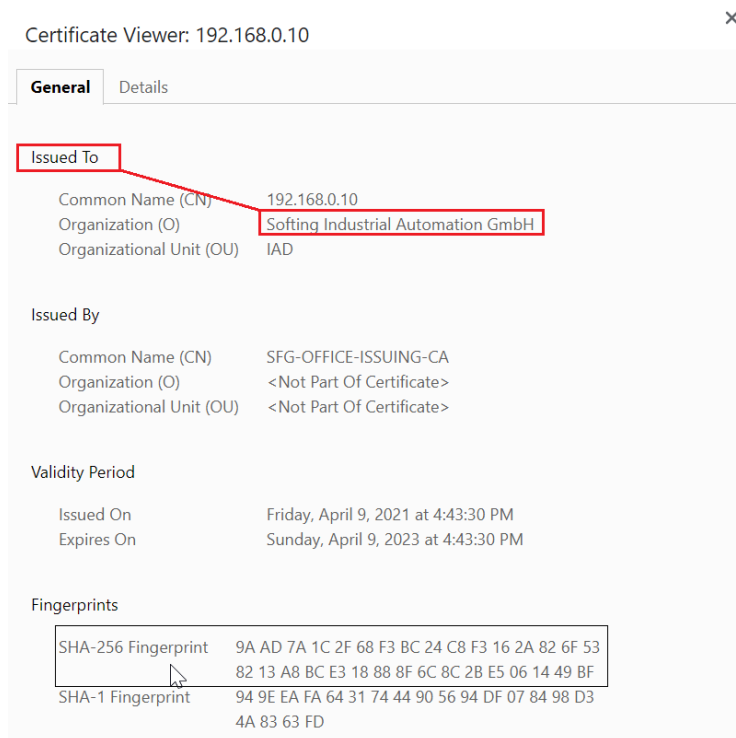 Certificate Viewer: 192.168.0.10
General Details
Issued To
Common Name (CN) 192.168.0.10
Organization (O) Softing Industrial Automation GmbH
Organizational Unit (OU) IAD
Issued By
Common Name (CN) SFG-OFFICE-ISSUING-CA
Organization (O) <Not Part Of Certificate>
Organizational Unit (OU) <Not Part Of Certificate>
Validity Period
Issued On Friday, April 9, 2021 at 4:43:30 PM
Expires On Sunday, April 9, 2023 at 4:43:30 PM
Fingerprints
SHA-256 Fingerprint 9A AD 7A 1C 2F 68 F3 BC 24 C8 F3 16 2A 82 6F 53
82 13 A8 BC E3 18 88 8F 6C 8C 2B E5 06 14 49 BF
SHA-1 Fingerprint 94 9E EA FA 64 31 74 44 90 56 94 DF 07 84 98 D3
4A 83 63 FD